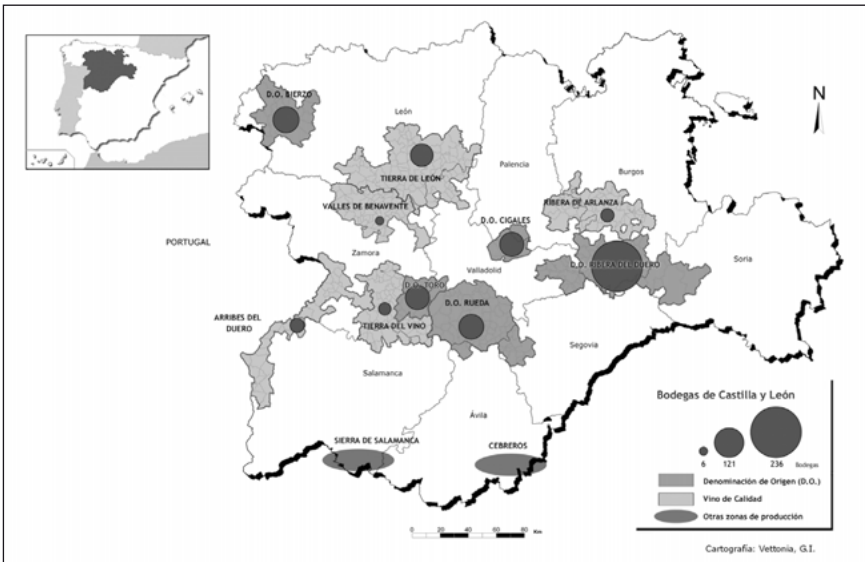 N
D.O. BIERZO
León
Palencia
Burgos
TIERRA DE LEÓN
VALLES DE BENAVENTE
RIBERA DE ARLANZA
D.O. CIGALES
PORTUGAL
Zamora
Valladolid
D.O. RIBERA DEL DUERO
Soria
D.O. TORO
D.O. RUEDA
ARRIBES DEL
DUERO
TIERRA DEL VINO
Segovia
Salamanca
Ávila
SIERRA DE SALAMANCA
CEBREROS
Bodegas de Castilla y León
6 121 236 Bodegas
Denominación de Origen (D.O.)
Vino de Calidad
Otras zonas de producción
0 20 40 60 80
Km
Cartografía: Vettonia, G.I.